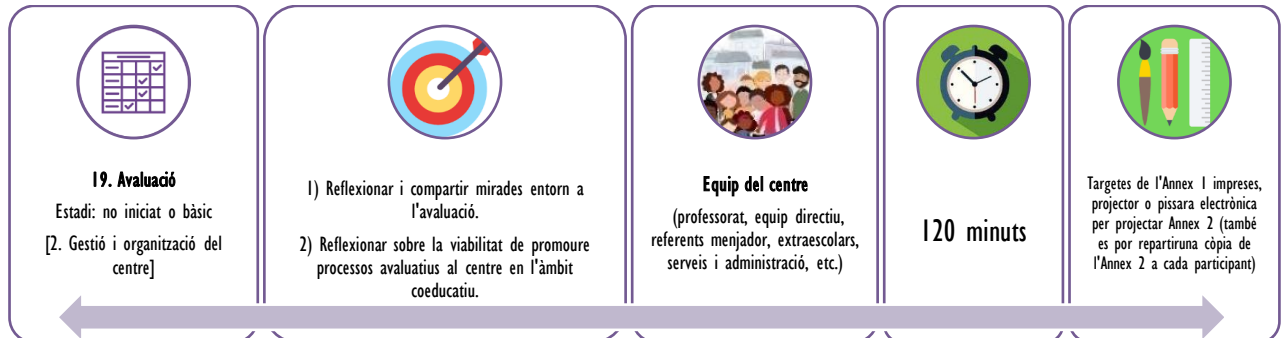 19. Avaluació
Estadi: no iniciat o bàsic
[2. Gestió i organització del
centre]
1) Reflexionar i compartir mirades entorn a
l'avaluació.
2) Reflexionar sobre la viabilitat de promoure
processos avaluatius al centre en l'àmbit
coeducatiu.
Equip del centre
(professorat, equip directiu,
referents menjador, extraescolars,
serveis i administració, etc.)
120 minuts
Targetes de l'Annex 1 impreses,
projector o pissara electrònica
per projectar Annex 2 (també
es por repartiruna còpia de
l'Annex 2 a cada participant)